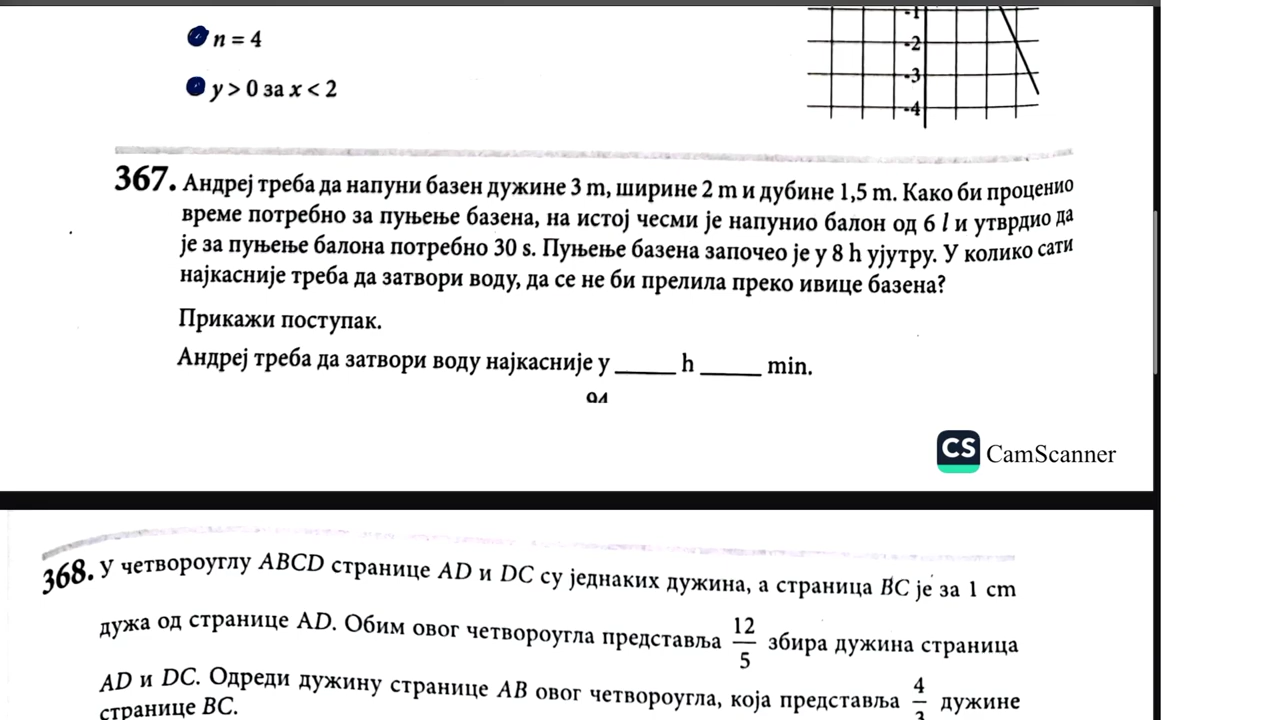 -1
n = 4
-2
-3
y > 0 за x < 2
-4
367. Андреј треба да напуни базен дужине 3 m, ширине 2 m и дубине 1,5 m. Како би проценио
време потребно за пуњење базена, на истој чесми је напунио балон од 6 l и утврдио да
је за пуњење балона потребно 30 s. Пуњење базена започео је у 8 h ујутру. У колико сати
најкасније треба да затвори воду, да се не би прелила преко ивице базена?
Прикажи поступак.
Андреј треба да затвори воду најкасније у _____ h _____ min.
94
CS CamScanner
368. У четвороуглу ABCD странице AD и DC су једнаких дужина, а страница BC је за 1 cm
дужа од странице AD. Обим овог четвороугла представља 12/5 збира дужина страница
AD и DC. Одреди дужину странице AB овог четвороугла, која представља 4/3 дужине
странице BC.